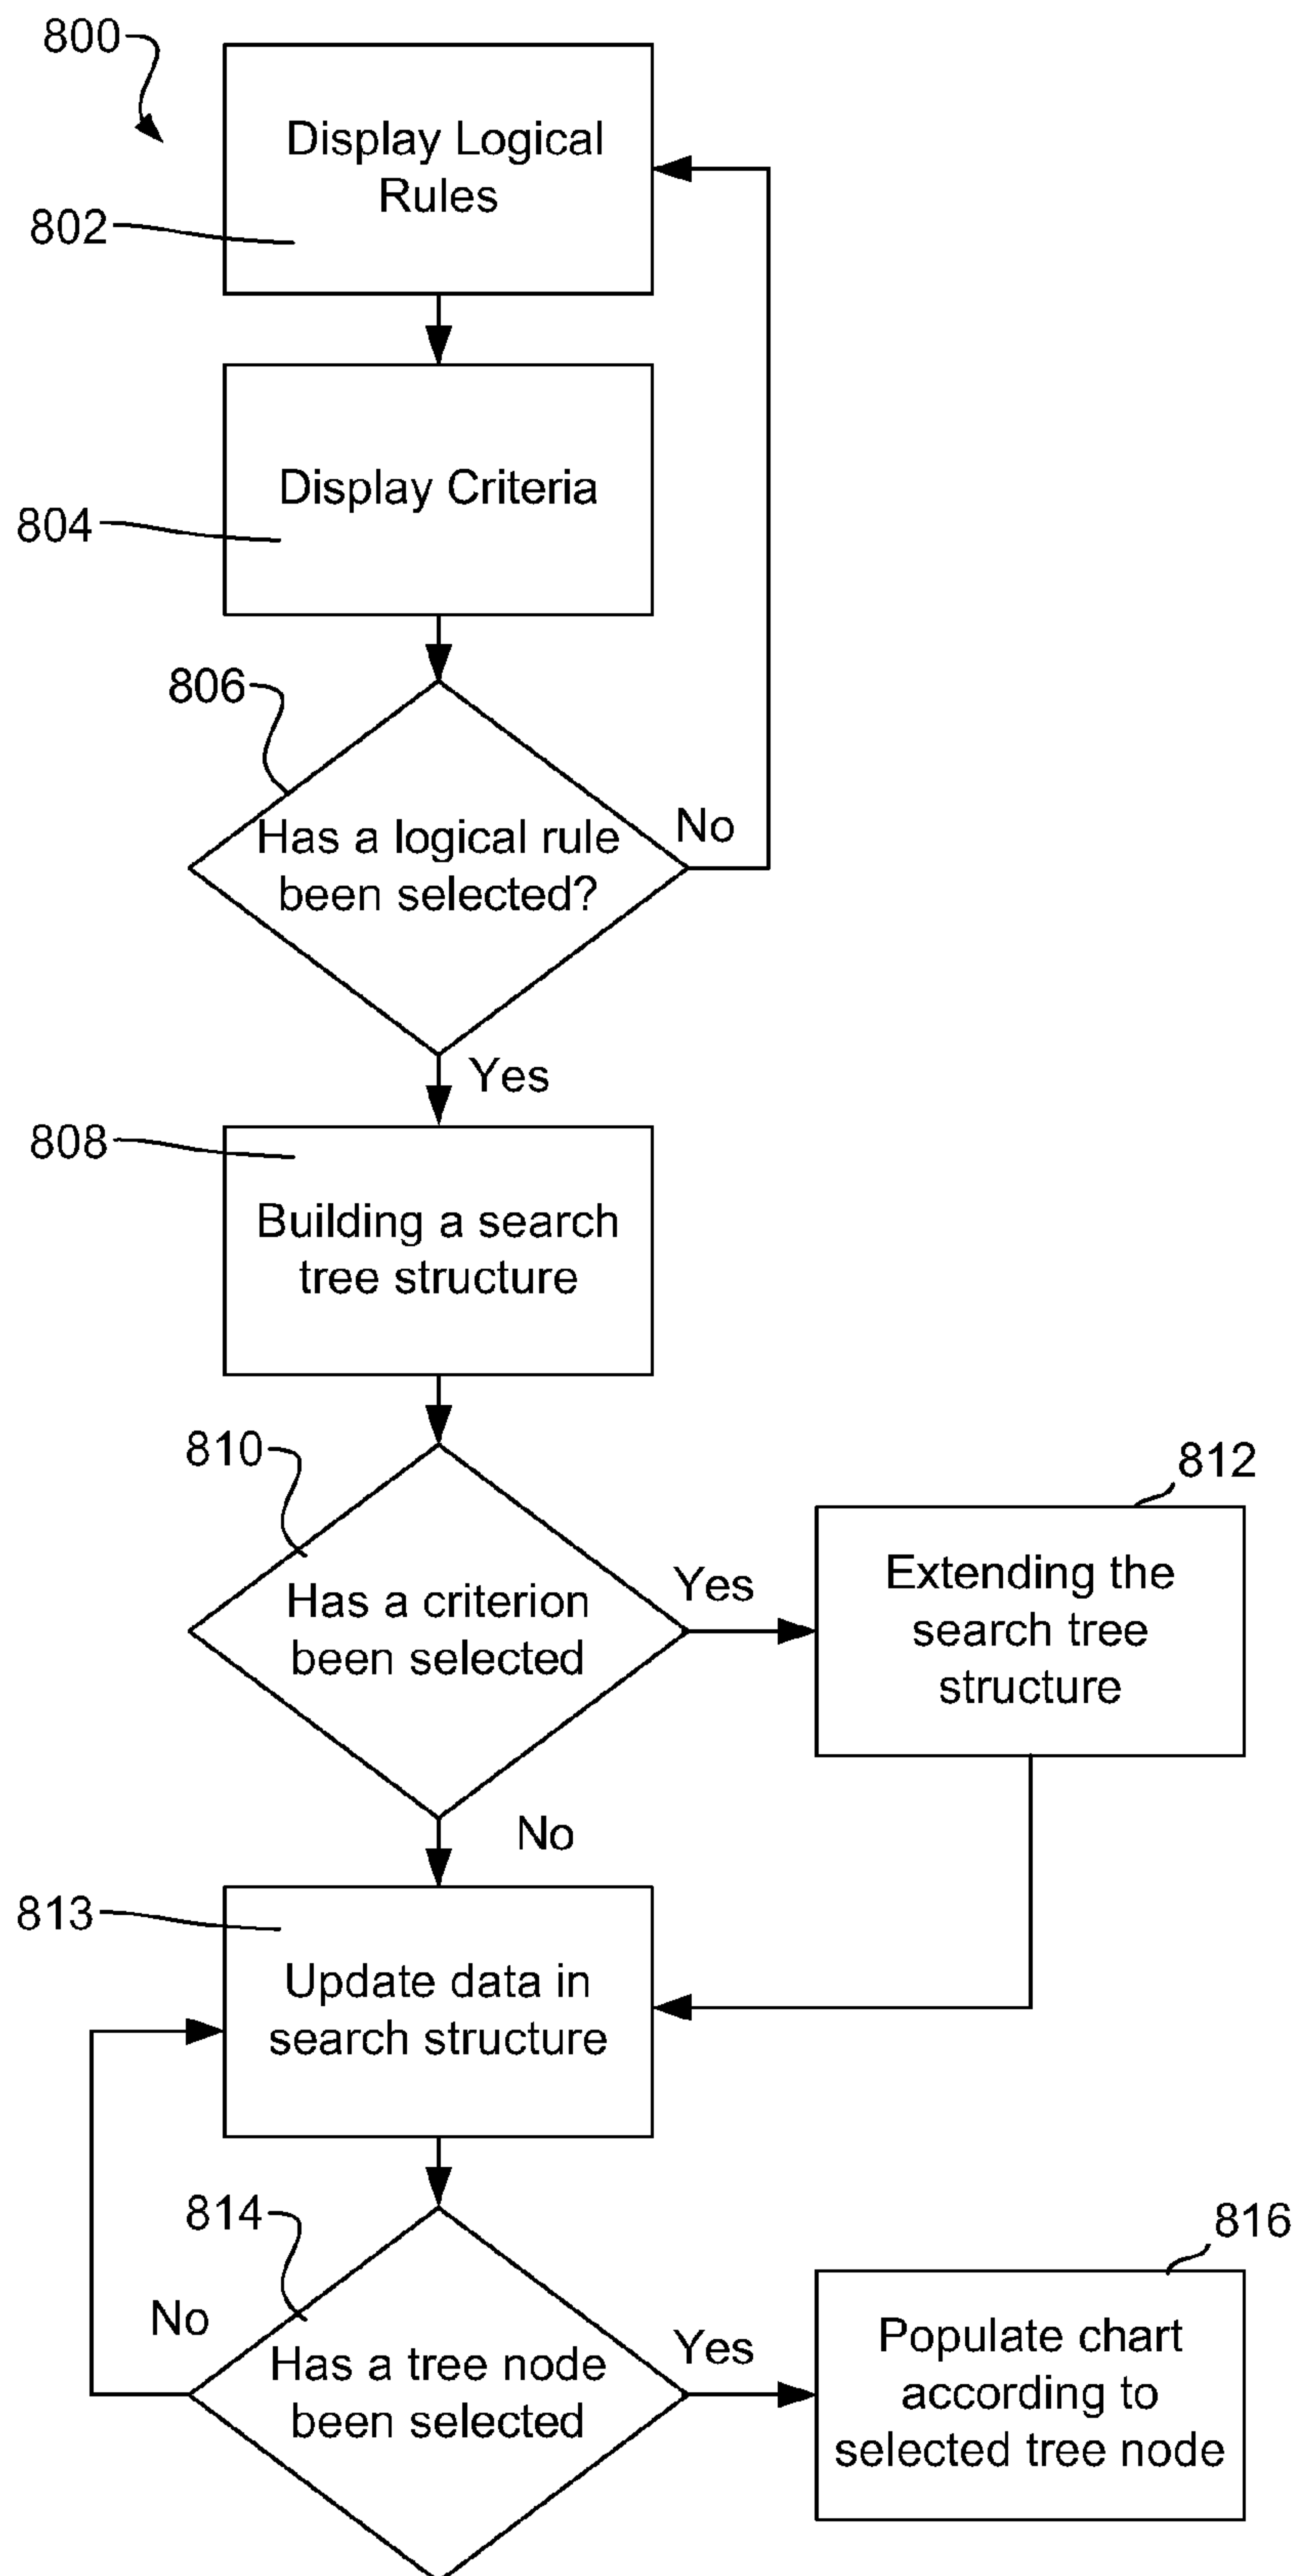 800
Display Logical
Rules
802
Display Criteria
804
806
Has a logical rule
been selected?
No
Yes
808
Building a search
tree structure
810
Has a criterion
been selected
Yes
812
Extending the
search tree
structure
No
813
Update data in
search structure
814
No
Has a tree node
been selected
Yes
816
Populate chart
according to
selected tree node